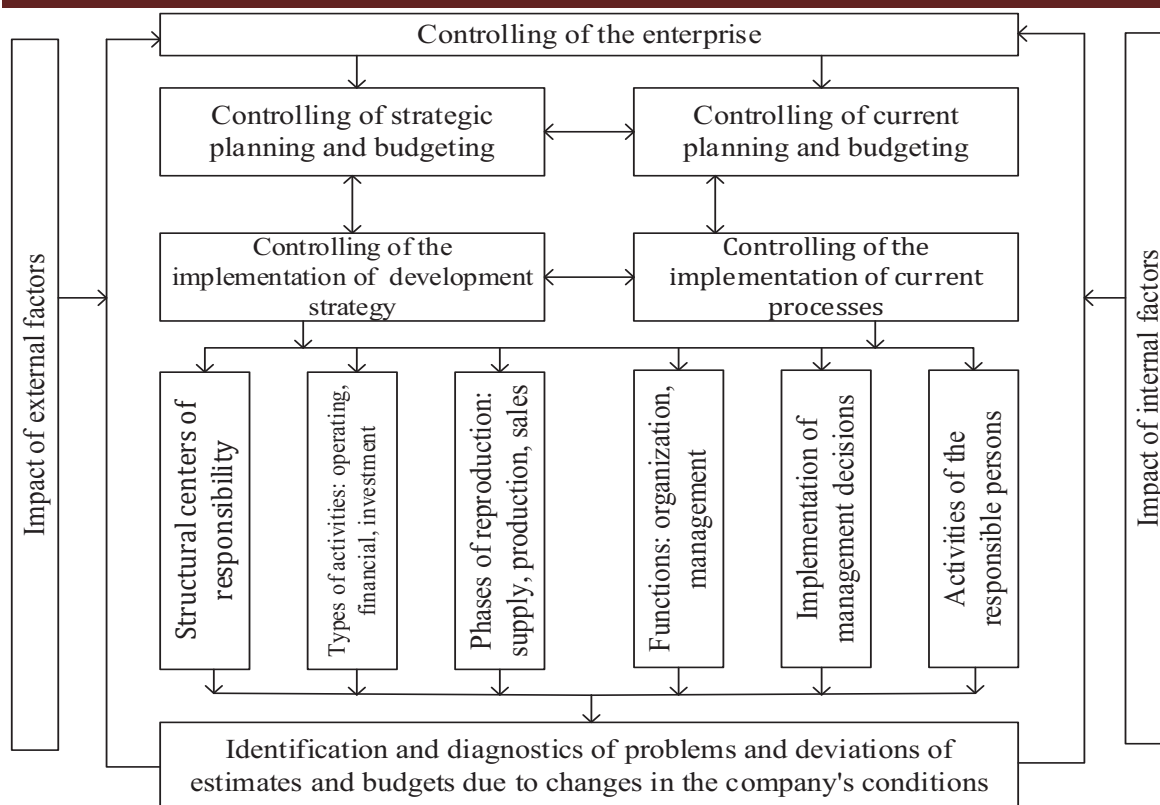 Controlling of the enterprise
Controlling of strategic
planning and budgeting
Controlling of current
planning and budgeting
Controlling of the
implementation of development
strategy
Controlling of the
implementation of current
processes
Impact of external factors
Structural centers of
responsibility
Types of activities: operating,
financial, investment
Phases of reproduction:
supply, production, sales
Functions: organization,
management
Implementation of
management decisions
Activities of the
responsible persons
Impact of internal factors
Identification and diagnostics of problems and deviations of
estimates and budgets due to changes in the company's conditions